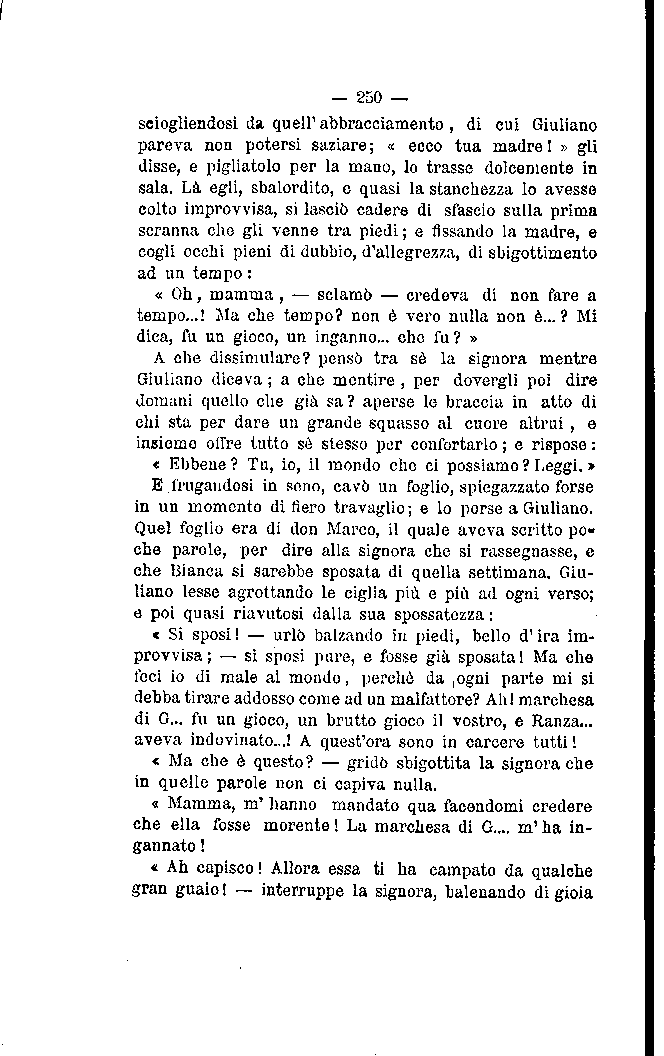 — 250 —
sciogliendosi da quell' abbracciamento , di cui Giuliano
pareva non potersi saziare; « ecco tua madre! » gli
disse, e pigliatolo per la mano, lo trasse dolcemente in
sala. Là egli, sbalordito, e quasi la stanchezza lo avesse
colto improvvisa, si lasciò cadere di sfascio sulla prima
scranna che gli venne tra piedi; e fissando la madre, e
cogli occhi pieni di dubbio, d'allegrezza, di sbigottimento
ad un tempo:
« Oh, mamma, — sclamò — credeva di non fare a
tempo...! Ma che tempo? non è vero nulla non è...? Mi
dica, fu un gioco, un inganno... che fu? »
A che dissimulare? pensò tra sè la signora mentre
Giuliano diceva; a che mentire, per dovergli poi dire
domani quello che già sa? aperse le braccia in atto di
chi sta per dare un grande squasso al cuore altrui, e
insieme offre tutto sè stesso per confortarlo; e rispose:
« Ebbene? Tu, io, il mondo che ci possiamo? Leggi. »
E frugandosi in seno, cavò un foglio, spiegazzato forse
in un momento di fiero travaglio; e lo porse a Giuliano.
Quel foglio era di don Marco, il quale aveva scritto po-
che parole, per dire alla signora che si rassegnasse, e
che Bianca si sarebbe sposata di quella settimana. Giu-
liano lesse agrottando le ciglia più e più ad ogni verso;
e poi quasi riavutosi dalla sua spossatezza:
« Si sposi! — urlò balzando in piedi, bello d' ira im-
provvisa; — si sposi pure, e fosse già sposata! Ma che
feci io di male al mondo, perchè da ogni parte mi si
debba tirare addosso come ad un malfattore? Ah! marchesa
di G... fu un gioco, un brutto gioco il vostro, e Ranza...
aveva indovinato...! A quest'ora sono in carcere tutti!
« Ma che è questo? — gridò sbigottita la signora che
in quelle parole non ci capiva nulla.
« Mamma, m' hanno mandato qua facendomi credere
che ella fosse morente! La marchesa di G.... m' ha in-
gannato!
« Ah capisco! Allora essa ti ha campato da qualche
gran guaio! — interruppe la signora, balenando di gioia